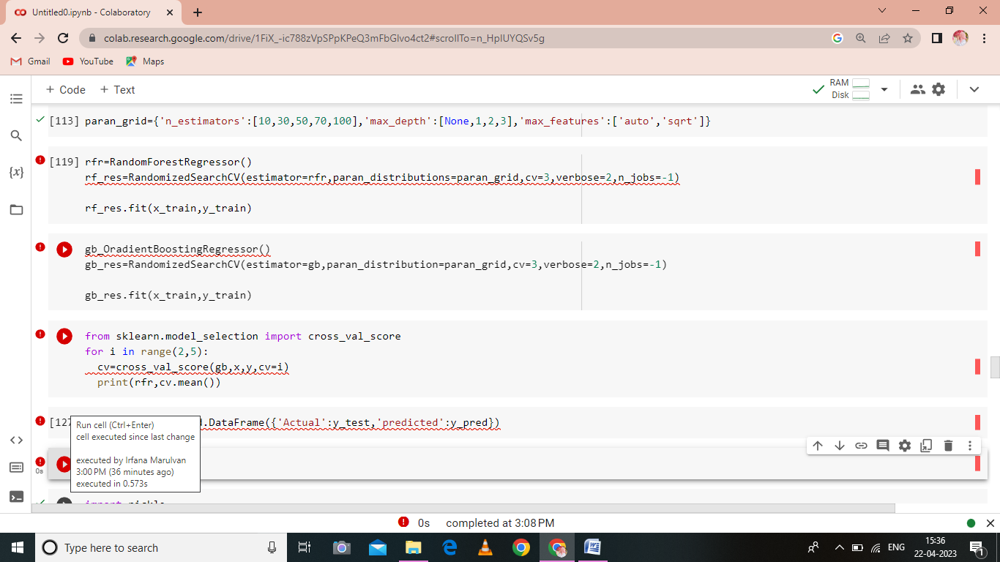 Untitled0.ipynb - Colaboratory
colab.research.google.com/drive/1FiX_-ic788zVpSPpKPeQ3mFbGlvo4ct2#scrollTo=n_HpIUYQSv5g
Gmail YouTube Maps
+ Code + Text
RAM
Disk
[113] paran_grid={'n_estimators':[10,30,50,70,100],'max_depth':[None,1,2,3],'max_features':['auto','sqrt']}
[119] rfr=RandomForestRegressor()
rf_res=RandomizedSearchCV(estimator=rfr,paran_distributions=paran_grid,cv=3,verbose=2,n_jobs=-1)
rf_res.fit(x_train,y_train)
gb_OradientBoostingRegressor()
gb_res=RandomizedSearchCV(estimator=gb,paran_distribution=paran_grid,cv=3,verbose=2,n_jobs=-1)
gb_res.fit(x_train,y_train)
from sklearn.model_selection import cross_val_score
for i in range(2,5):
cv=cross_val_score(gb,x,y,cv=i)
print(rfr,cv.mean())
[127 d.DataFrame({'Actual':y_test,'predicted':y_pred})
Run cell (Ctrl+Enter)
cell executed since last change
executed by Irfana Marulvan
3:00 PM (36 minutes ago)
executed in 0.573s
0s
import pickle
0s completed at 3:08 PM
Type here to search
ENG
15:36
22-04-2023
1